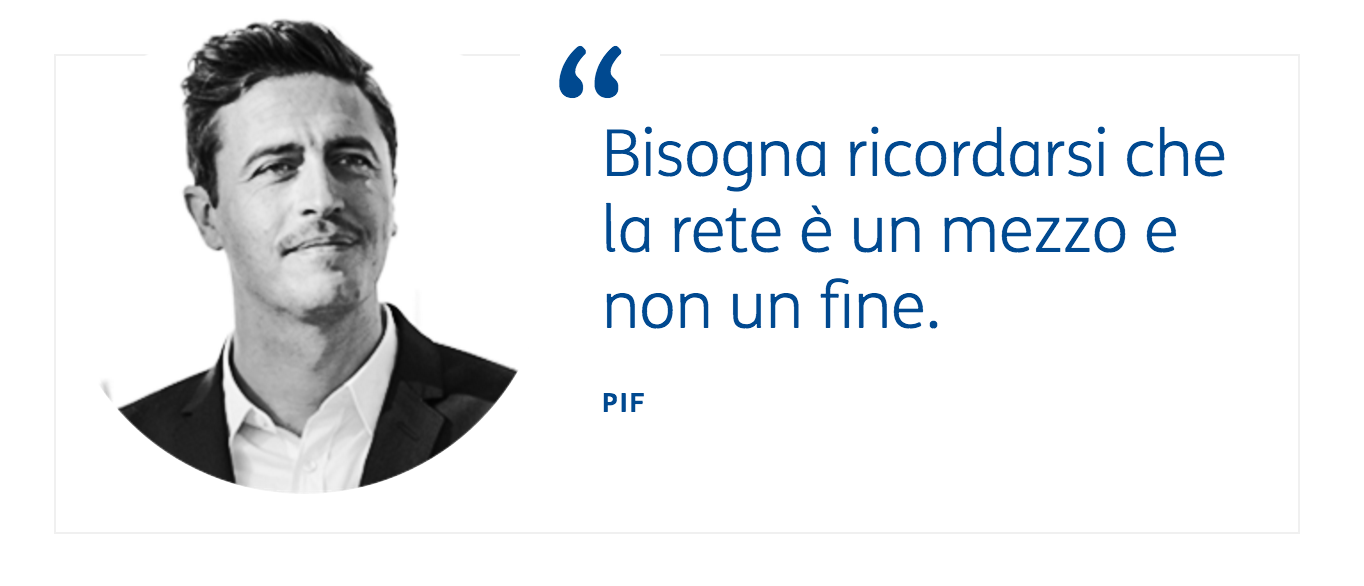 “
Bisogna ricordarsi che
la rete è un mezzo e
non un fine.
PIF